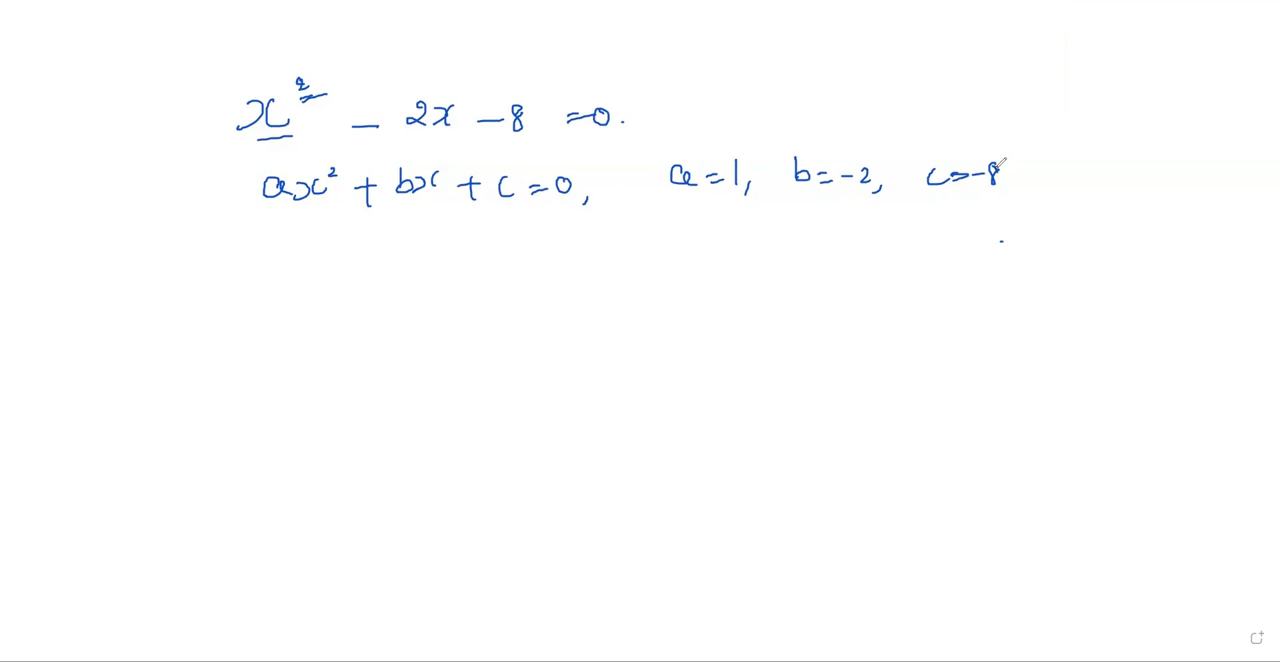 x² - 2x - 8 = 0.
ax² + bx + c = 0, a = 1, b = -2, c = -8